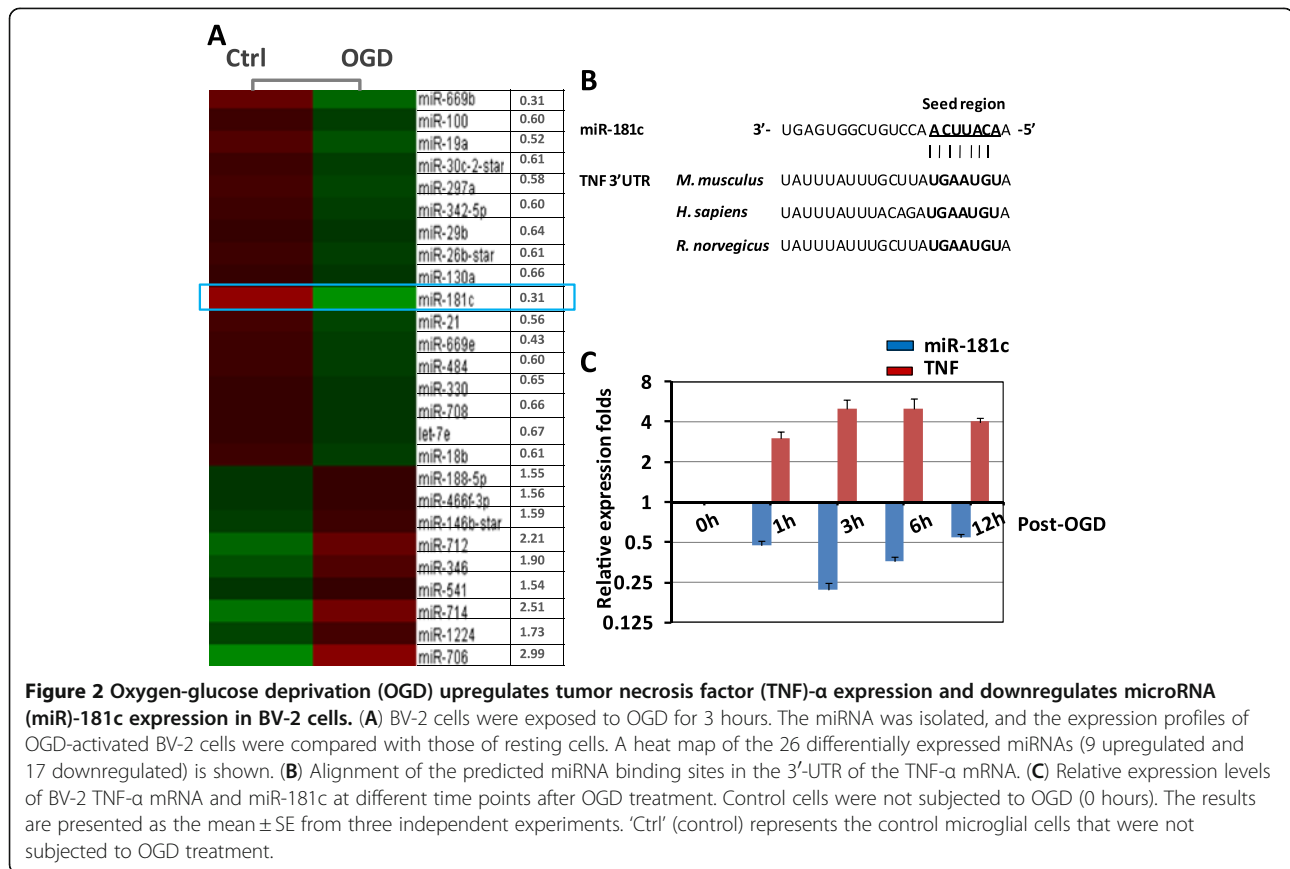 A
Ctrl OGD
miR-669b 0.31
miR-100 0.60
miR-19a 0.52
miR-30c-2-star 0.61
miR-297a 0.58
miR-342-5p 0.60
miR-29b 0.64
miR-26b-star 0.61
miR-130a 0.66
miR-181c 0.31
miR-21 0.56
miR-669e 0.43
miR-484 0.60
miR-330 0.65
miR-708 0.66
let-7e 0.67
miR-18b 0.61
miR-188-5p 1.55
miR-466f-3p 1.56
miR-146b-star 1.59
miR-712 2.21
miR-346 1.90
miR-541 1.54
miR-714 2.51
miR-1224 1.73
miR-706 2.99
B
Seed region
miR-181c 3'- UGAGUGGCUGUCCA ACUUACAA -5'
TNF 3'UTR M. musculus UAUUUAUUUGCUUAUGAAUGUA
H. sapiens UAUUUAUUUACAGAUGAAUGUA
R. norvegicus UAUUUAUUUGCUUAUGAAUGUA
C
miR-181c
TNF
Relative expression folds
8
4
2
1
0.5
0.25
0.125
0h 1h 3h 6h 12h Post-OGD
Figure 2 Oxygen-glucose deprivation (OGD) upregulates tumor necrosis factor (TNF)-α expression and downregulates microRNA
(miR)-181c expression in BV-2 cells. (A) BV-2 cells were exposed to OGD for 3 hours. The miRNA was isolated, and the expression profiles of
OGD-activated BV-2 cells were compared with those of resting cells. A heat map of the 26 differentially expressed miRNAs (9 upregulated and
17 downregulated) is shown. (B) Alignment of the predicted miRNA binding sites in the 3′-UTR of the TNF-α mRNA. (C) Relative expression levels
of BV-2 TNF-α mRNA and miR-181c at different time points after OGD treatment. Control cells were not subjected to OGD (0 hours). The results
are presented as the mean ± SE from three independent experiments. ‘Ctrl’ (control) represents the control microglial cells that were not
subjected to OGD treatment.